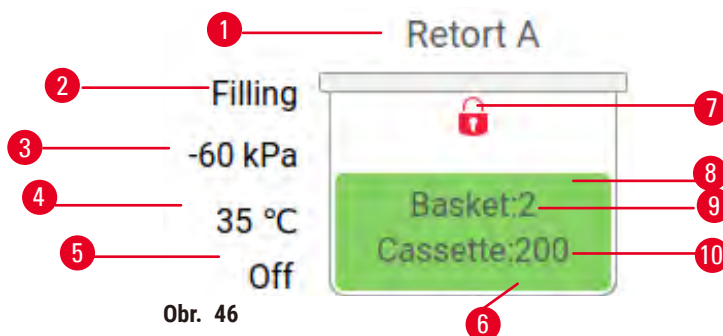 1
Retort A
2
Filling
3
-60 kPa
7
8
4
35 °C
Basket:2
9
5
Off
Cassette:200
10
6
Obr. 46